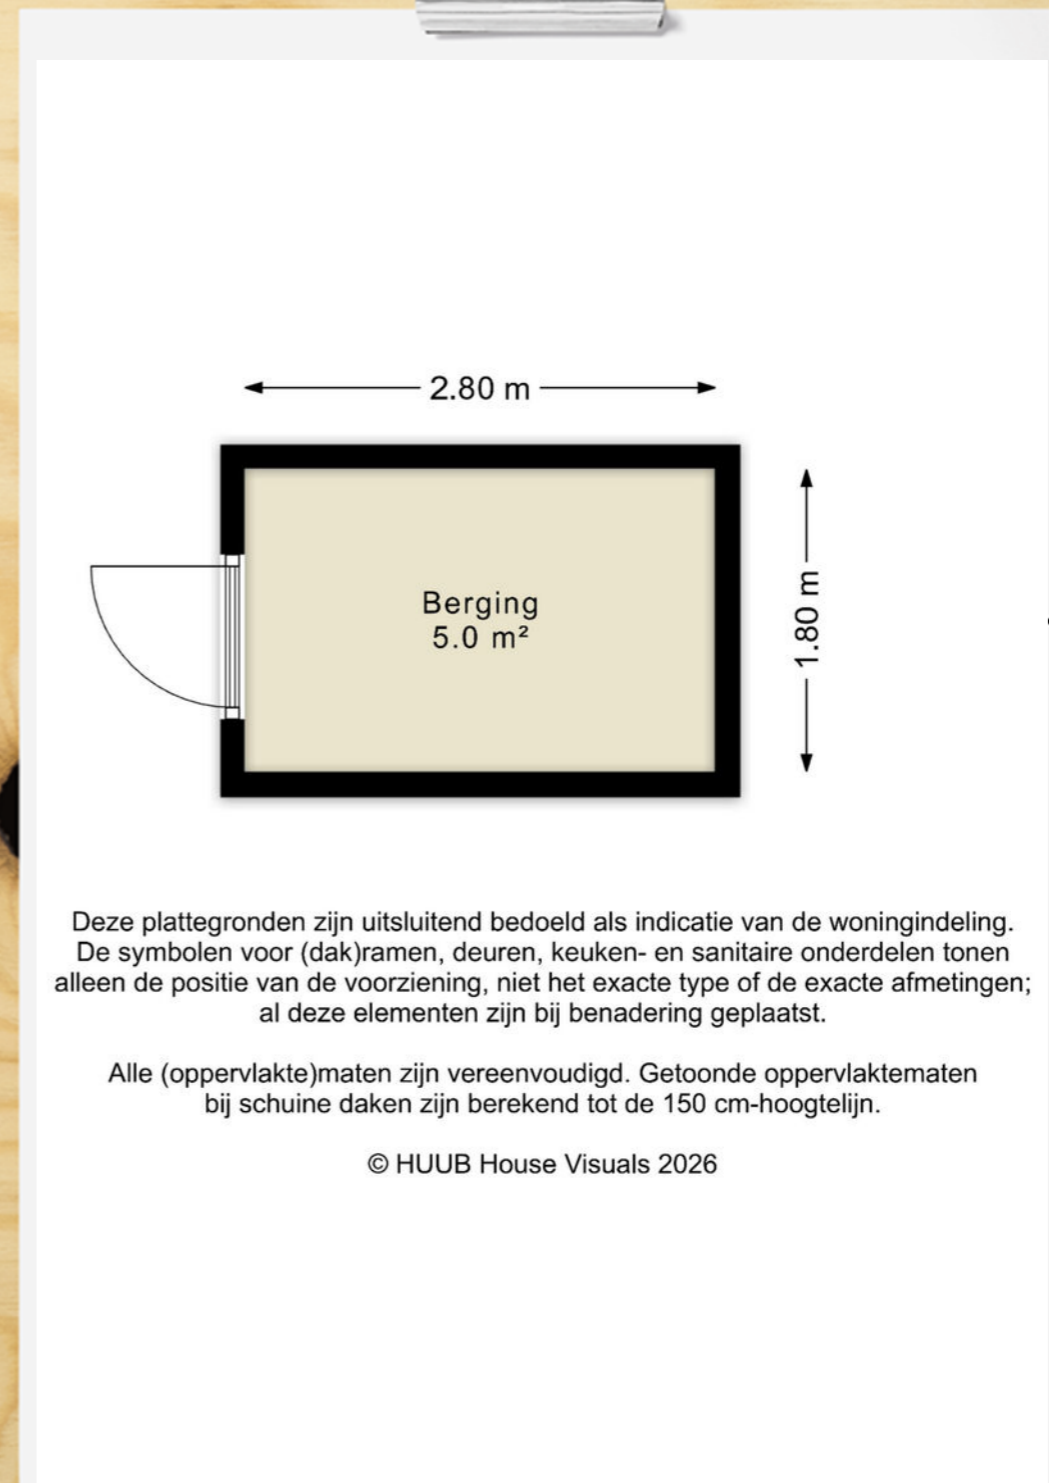 2.80 m
Berging
5.0 m²
1.80 m
Deze plattegronden zijn uitsluitend bedoeld als indicatie van de woningindeling.
De symbolen voor (dak)ramen, deuren, keuken- en sanitaire onderdelen tonen
alleen de positie van de voorziening, niet het exacte type of de exacte afmetingen;
al deze elementen zijn bij benadering geplaatst.
Alle (oppervlakte)maten zijn vereenvoudigd. Getoonde oppervlaktematen
bij schuine daken zijn berekend tot de 150 cm-hoogtelijn.
© HUUB House Visuals 2026